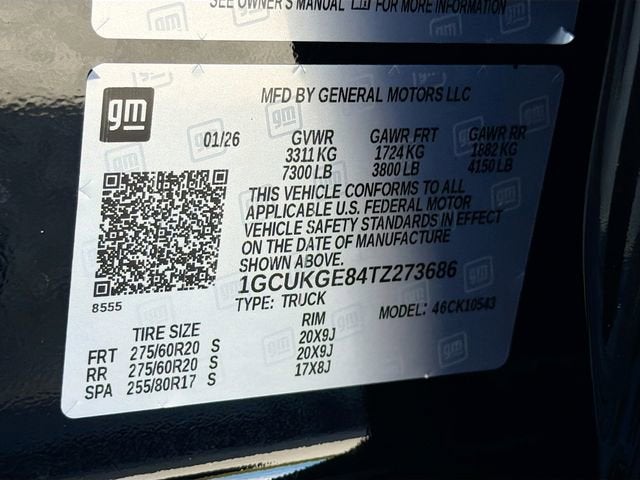 SEE OWNER'S MANUAL FOR MORE INFORMATION
gm
MFD BY GENERAL MOTORS LLC
01/26 GVWR GAWR FRT GAWR RR
3311 KG 1724 KG 1882 KG
7300 LB 3800 LB 4150 LB
THIS VEHICLE CONFORMS TO ALL
APPLICABLE U.S. FEDERAL MOTOR
VEHICLE SAFETY STANDARDS IN EFFECT
ON THE DATE OF MANUFACTURE
SHOWN ABOVE.
1GCUKGE84TZ273686
8555
TYPE: TRUCK MODEL: 46CK10543
TIRE SIZE RIM
FRT 275/60R20 S 20X9J
RR 275/60R20 S 20X9J
SPA 255/80R17 S 17X8J